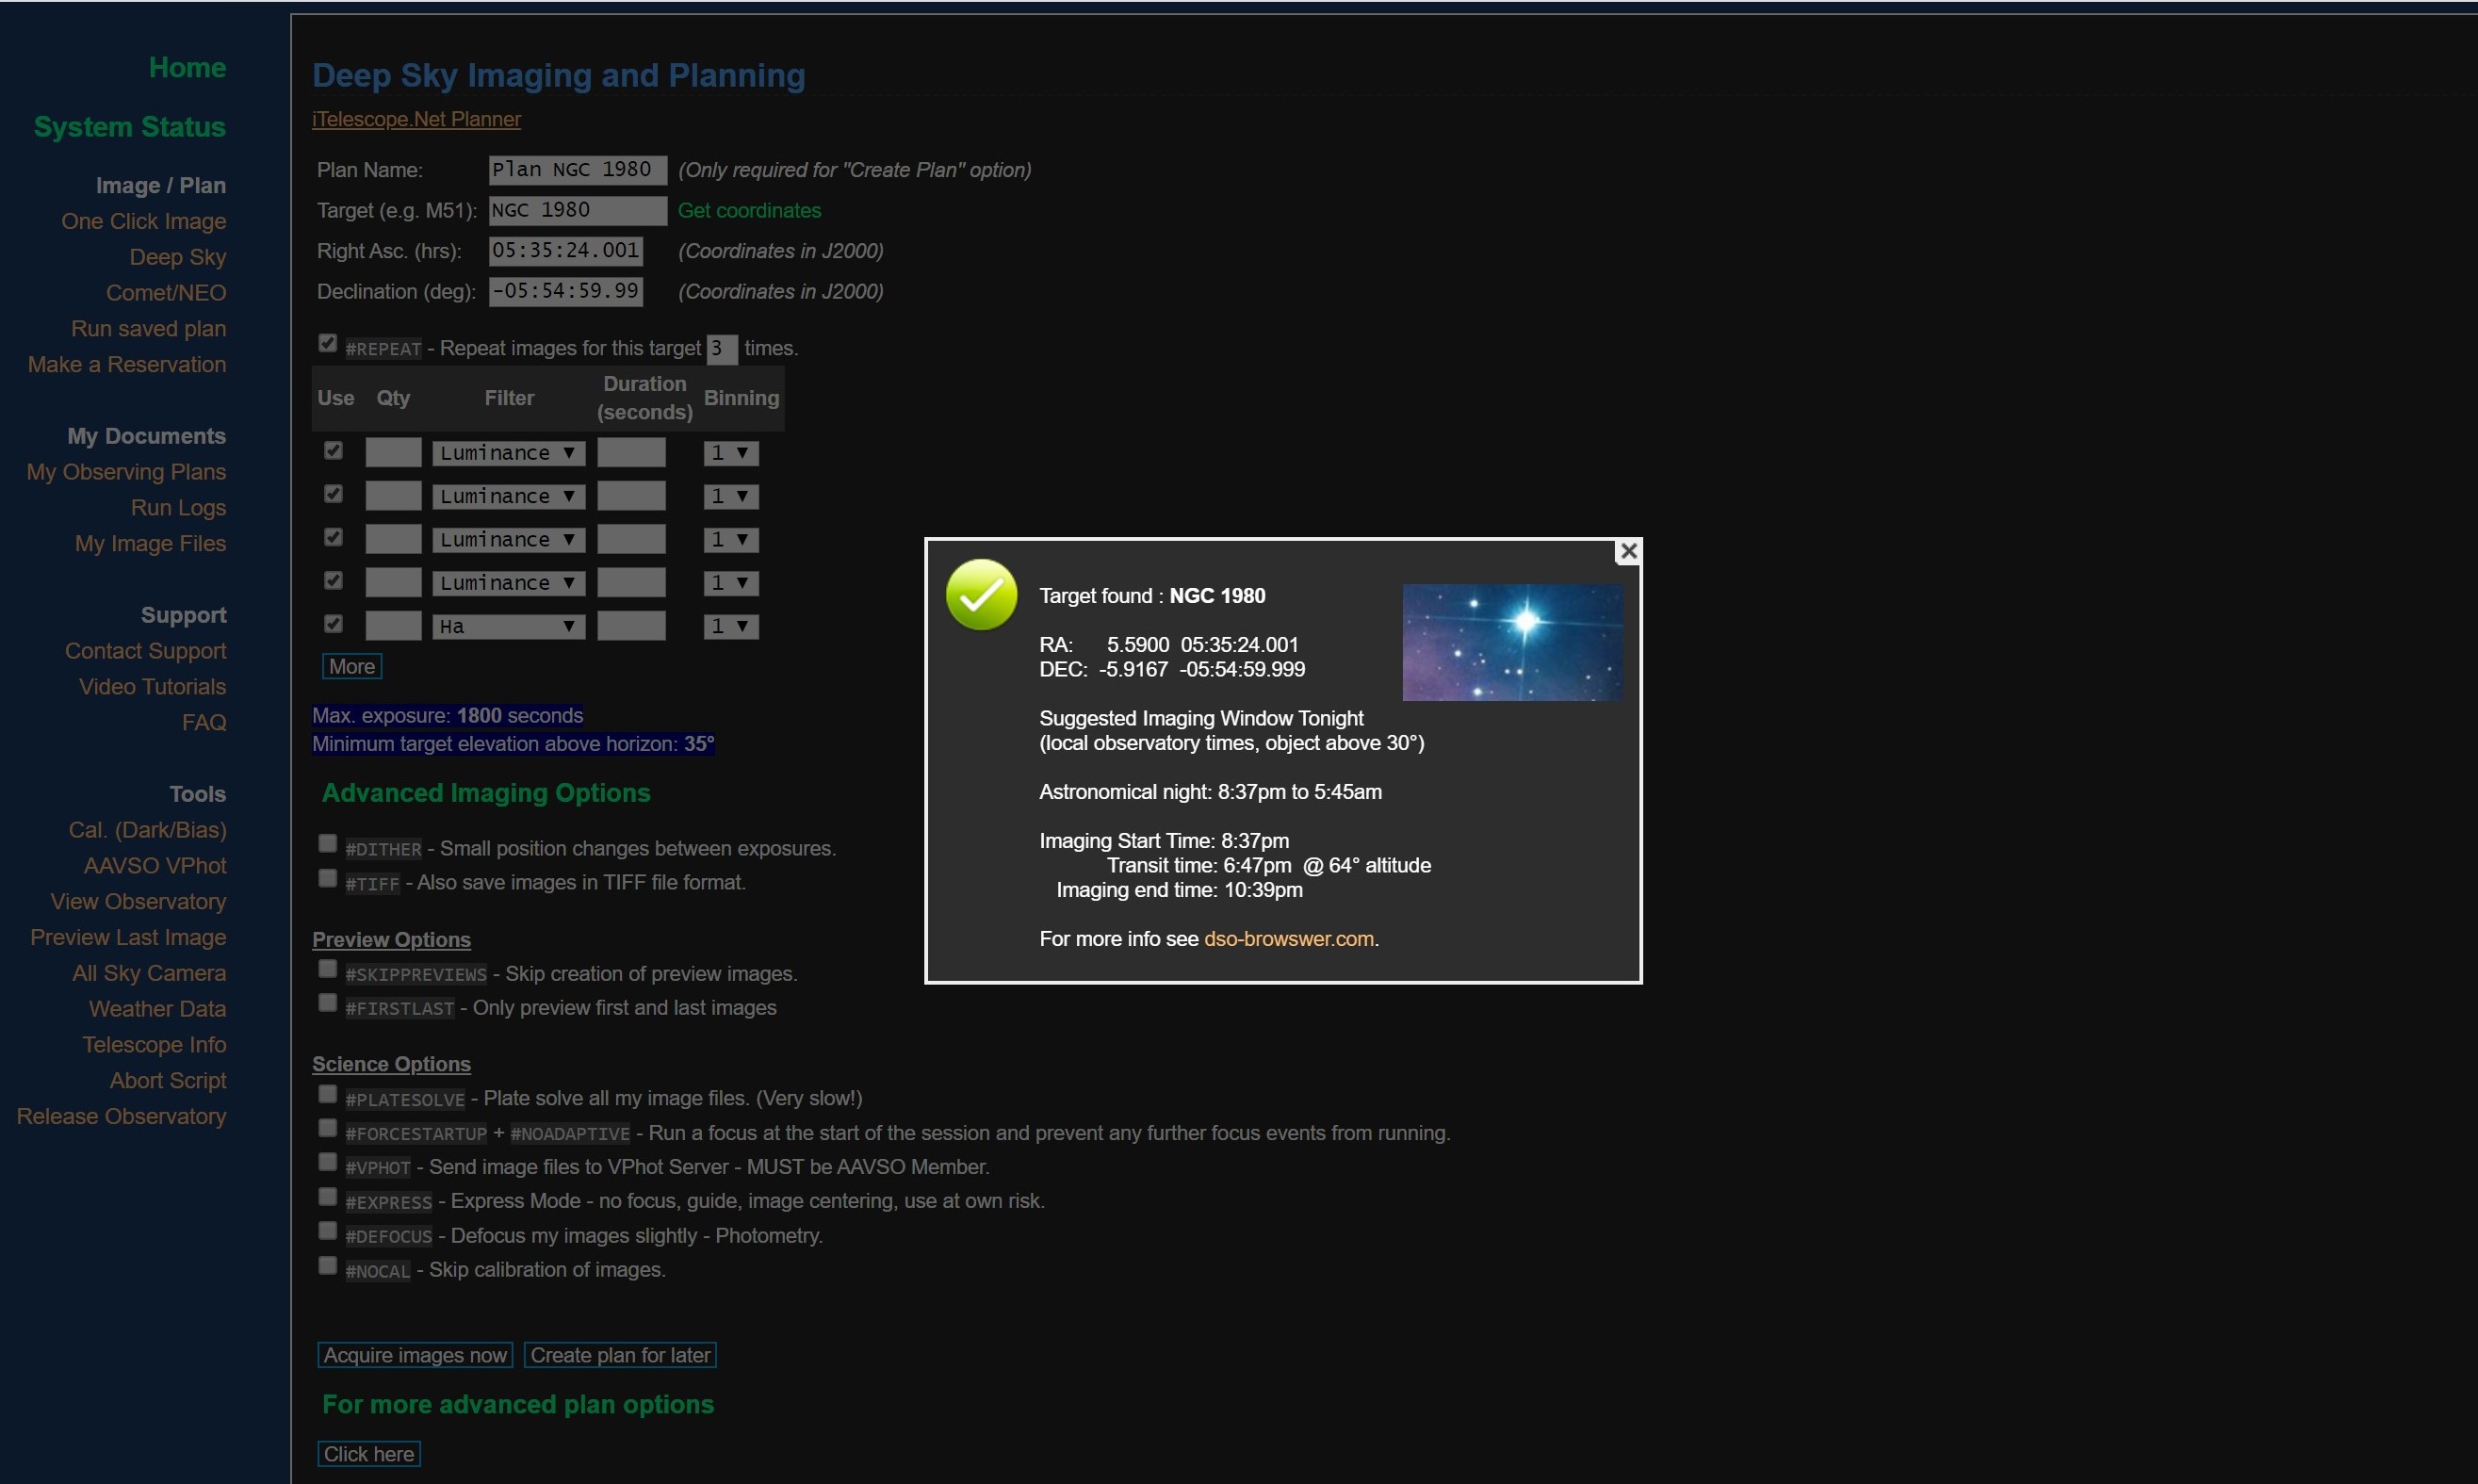 Home
System Status
Image / Plan
One Click Image
Deep Sky
Comet/NEO
Run saved plan
Make a Reservation
My Documents
My Observing Plans
Run Logs
My Image Files
Support
Contact Support
Video Tutorials
FAQ
Tools
Cal. (Dark/Bias)
AAVSO VPhot
View Observatory
Preview Last Image
All Sky Camera
Weather Data
Telescope Info
Abort Script
Release Observatory
Deep Sky Imaging and Planning
iTelescope.Net Planner
Plan Name: Plan NGC 1980 (Only required for "Create Plan" option)
Target (e.g. M51): NGC 1980 Get coordinates
Right Asc. (hrs): 05:35:24.001 (Coordinates in J2000)
Declination (deg): -05:54:59.99 (Coordinates in J2000)
#REPEAT - Repeat images for this target 3 times.
Use Qty Filter Duration (seconds) Binning
Luminance 1
Luminance 1
Luminance 1
Luminance 1
Ha 1
More
Max. exposure: 1800 seconds
Minimum target elevation above horizon: 35°
Advanced Imaging Options
#DITHER - Small position changes between exposures.
#TIFF - Also save images in TIFF file format.
Preview Options
#SKIPPREVIEWS - Skip creation of preview images.
#FIRSTLAST - Only preview first and last images
Science Options
#PLATESOLVE - Plate solve all my image files. (Very slow!)
#FORCESTARTUP + #NOADAPTIVE - Run a focus at the start of the session and prevent any further focus events from running.
#VPHOT - Send image files to VPhot Server - MUST be AAVSO Member.
#EXPRESS - Express Mode - no focus, guide, image centering, use at own risk.
#DEFOCUS - Defocus my images slightly - Photometry.
#NOCAL - Skip calibration of images.
Acquire images now Create plan for later
For more advanced plan options
Click here
Target found : NGC 1980
RA: 5.5900 05:35:24.001
DEC: -5.9167 -05:54:59.999
Suggested Imaging Window Tonight
(local observatory times, object above 30°)
Astronomical night: 8:37pm to 5:45am
Imaging Start Time: 8:37pm
Transit time: 6:47pm @ 64° altitude
Imaging end time: 10:39pm
For more info see dso-browswer.com.